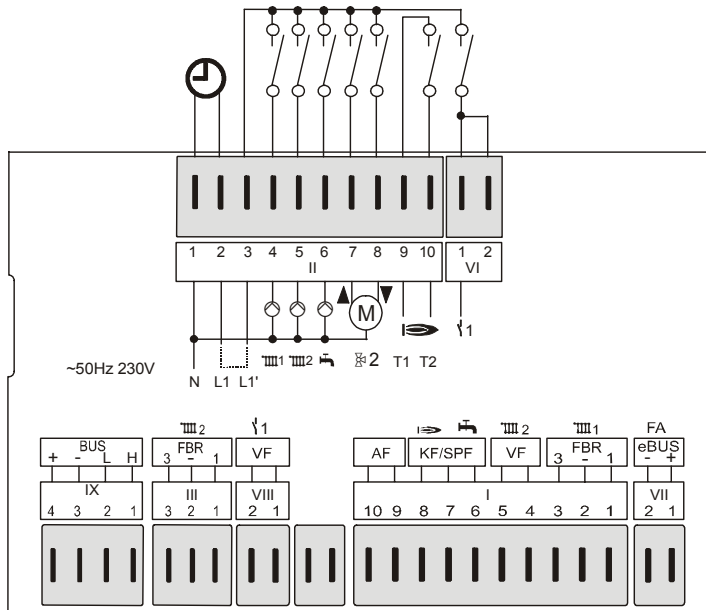 1 2 3 4 5 6 7 8 9 10 1 2
II VI
M
1 2 2 1
~50Hz 230V
N L1 L1' T1 T2
2 1 2 1 FA
BUS FBR VF AF KF/SPF VF FBR eBUS
+ - L H 3 - 1 3 - 1 - +
IX III VIII I VII
4 3 2 1 3 2 1 2 1 10 9 8 7 6 5 4 3 2 1 2 1